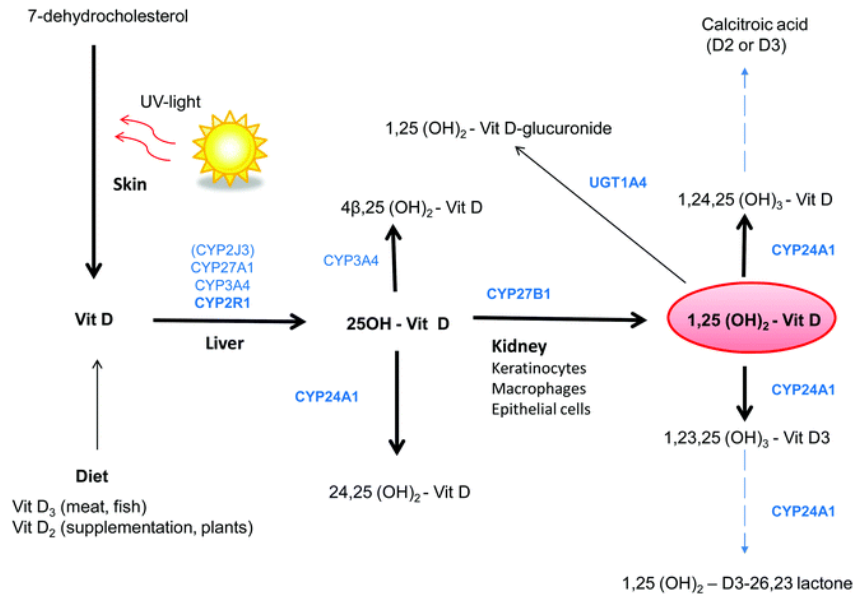 7-dehydrocholesterol
UV-light
Skin
Calcitroic acid
(D2 or D3)
1,25 (OH)₂ - Vit D-glucuronide
UGT1A4
4β,25 (OH)₂ - Vit D
1,24,25 (OH)₃ - Vit D
(CYP2J3)
CYP27A1
CYP3A4
CYP2R1
CYP3A4
CYP24A1
CYP27B1
Vit D
25OH - Vit D
1,25 (OH)₂ - Vit D
Liver
Kidney
Keratinocytes
Macrophages
Epithelial cells
CYP24A1
CYP24A1
1,23,25 (OH)₃ - Vit D3
Diet
Vit D₃ (meat, fish)
Vit D₂ (supplementation, plants)
24,25 (OH)₂ - Vit D
CYP24A1
1,25 (OH)₂ – D3-26,23 lactone